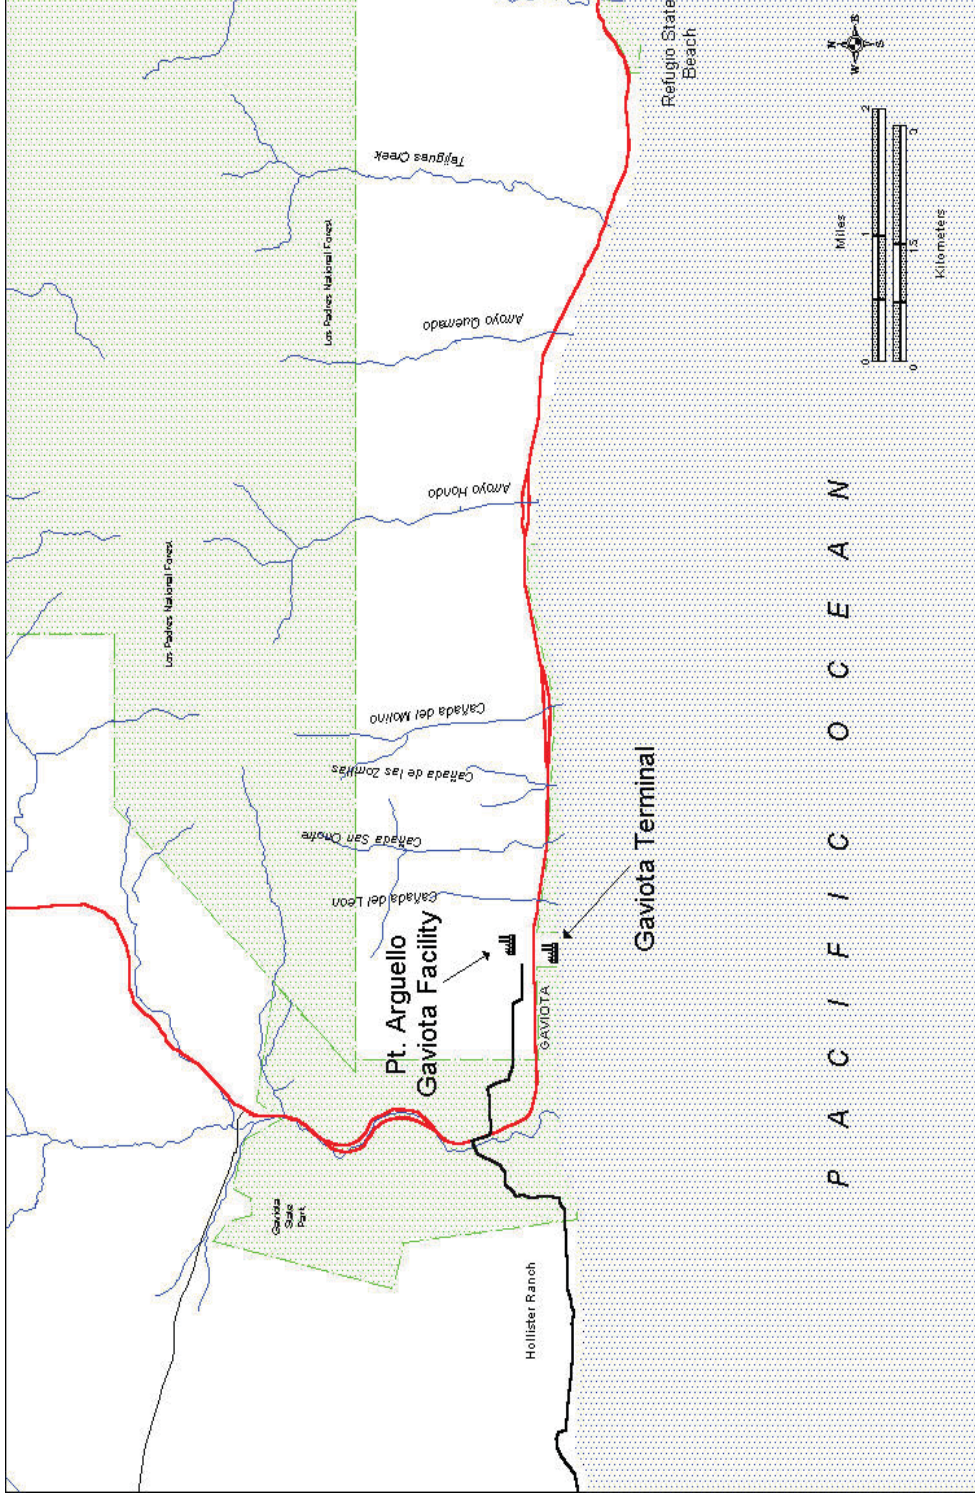 Los Padres National Forest
Los Padres National Forest
Gaviota
State
Park
Cañada del Leon
Cañada San Onofre
Cañada de las Zorrillas
Cañada del Molino
Arroyo Hondo
Arroyo Quemado
Tajiguas Creek
Pt. Arguello
Gaviota Facility
Hollister Ranch
GAVIOTA
Gaviota Terminal
Refugio State
Beach
P A C I F I C O C E A N
Miles
0 1 2
0 1.5 3
Kilometers
N
W E
S